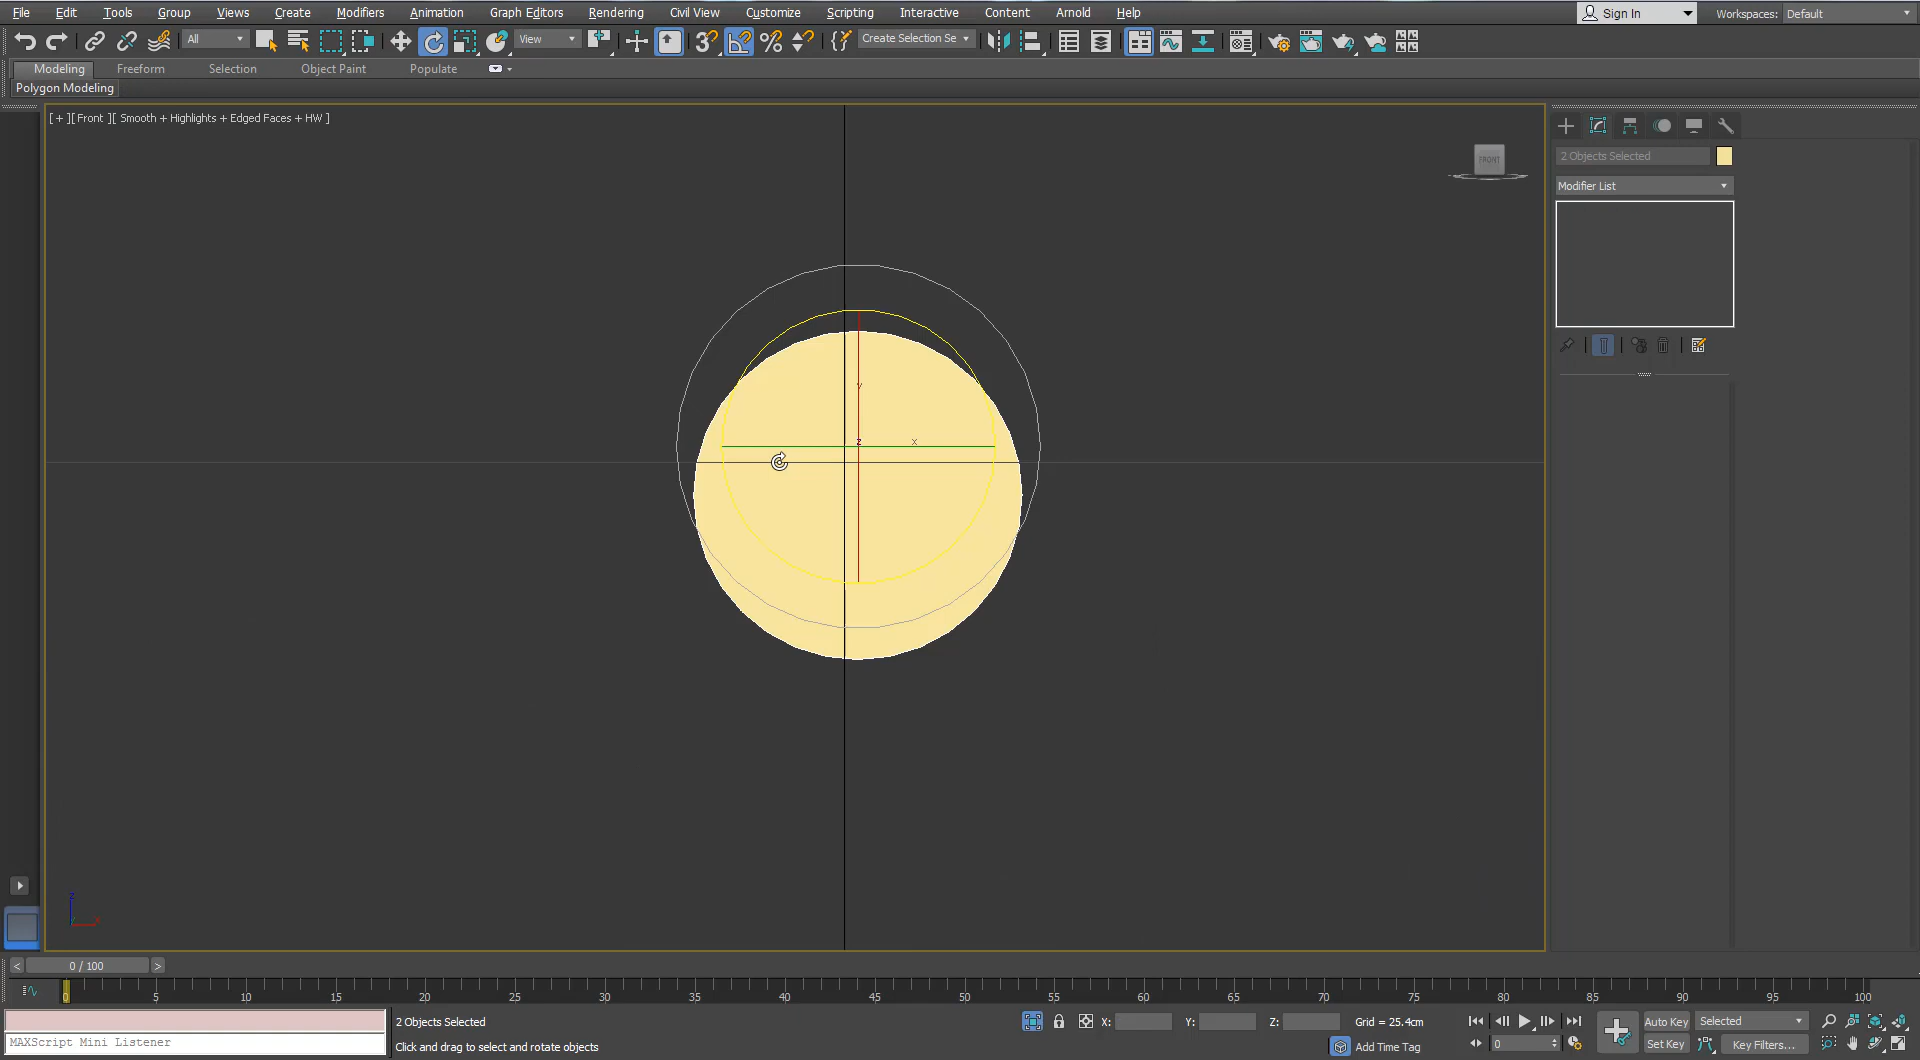 File Edit Tools Group Views Create Modifiers Animation Graph Editors Rendering Civil View Customize Scripting Interactive Content Arnold Help Sign In Workspaces: Default
All View 3 Create Selection Se
Modeling Freeform Selection Object Paint Populate
Polygon Modeling
[ + ][ Front ][ Smooth + Highlights + Edged Faces + HW ]
FRONT
2 Objects Selected
Modifier List
y
z x
z
x
< 0 / 100 >
0 5 10 15 20 25 30 35 40 45 50 55 60 65 70 75 80 85 90 95 100
2 Objects Selected X: Y: Z: Grid = 25.4cm Auto Key Selected
MAXScript Mini Listener
Click and drag to select and rotate objects Add Time Tag 0 Set Key Key Filters...